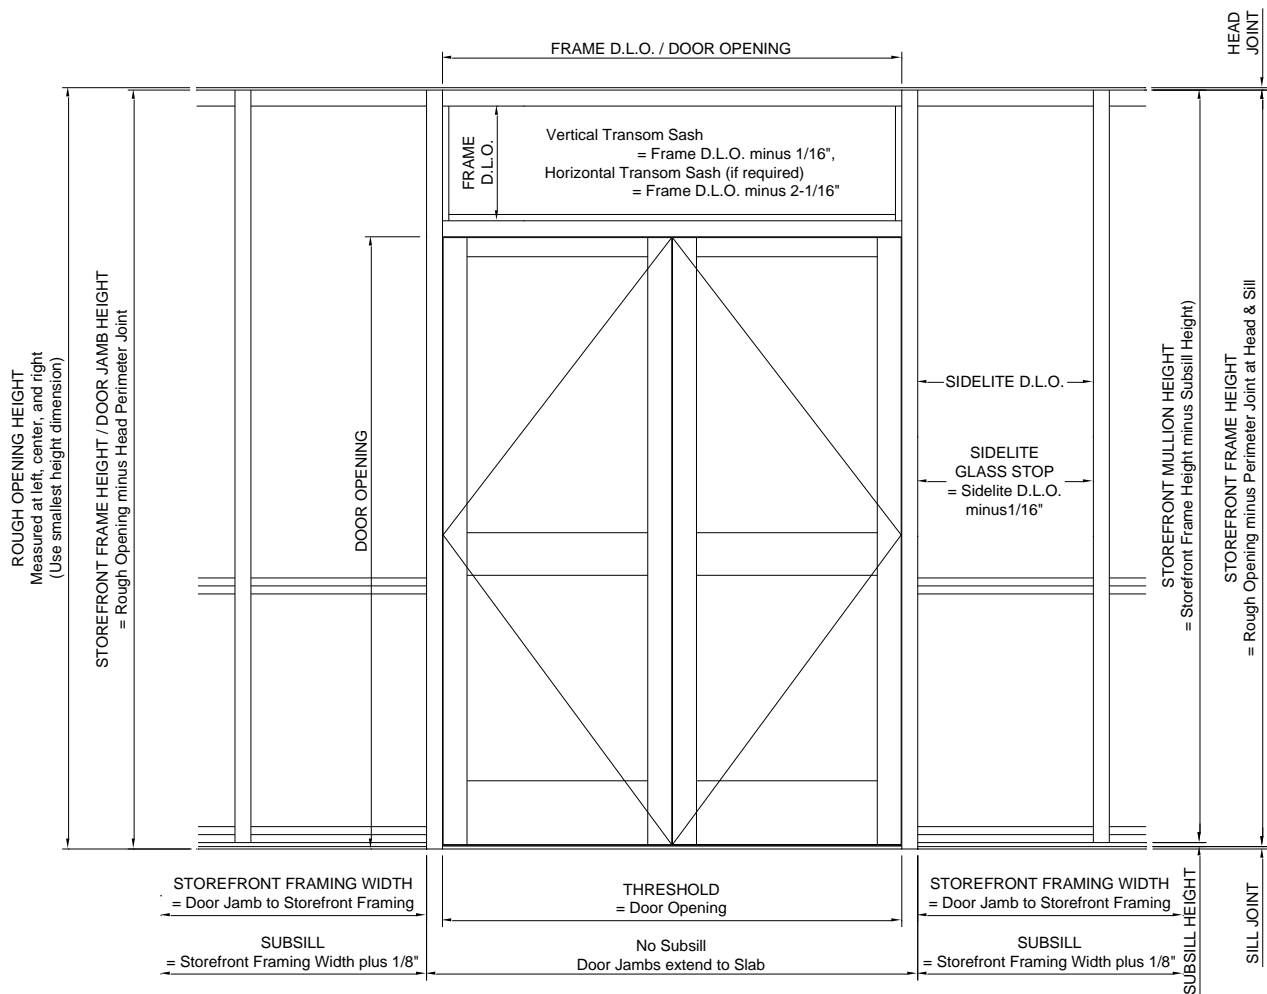 FRAME D.L.O. / DOOR OPENING
HEAD
JOINT
FRAME
D.L.O.
Vertical Transom Sash
= Frame D.L.O. minus 1/16",
Horizontal Transom Sash (if required)
= Frame D.L.O. minus 2-1/16"
ROUGH OPENING HEIGHT
Measured at left, center, and right
(Use smallest height dimension)
STOREFRONT FRAME HEIGHT / DOOR JAMB HEIGHT
= Rough Opening minus Head Perimeter Joint
DOOR OPENING
SIDELITE D.L.O.
SIDELITE
GLASS STOP
= Sidelite D.L.O.
minus1/16"
STOREFRONT MULLION HEIGHT
= Storefront Frame Height minus Subsill Height)
STOREFRONT FRAME HEIGHT
= Rough Opening minus Perimeter Joint at Head & Sill
STOREFRONT FRAMING WIDTH
= Door Jamb to Storefront Framing
THRESHOLD
= Door Opening
STOREFRONT FRAMING WIDTH
= Door Jamb to Storefront Framing
SUBSILL
= Storefront Framing Width plus 1/8"
No Subsill
Door Jambs extend to Slab
SUBSILL
= Storefront Framing Width plus 1/8"
SUBSILL HEIGHT
SILL JOINT